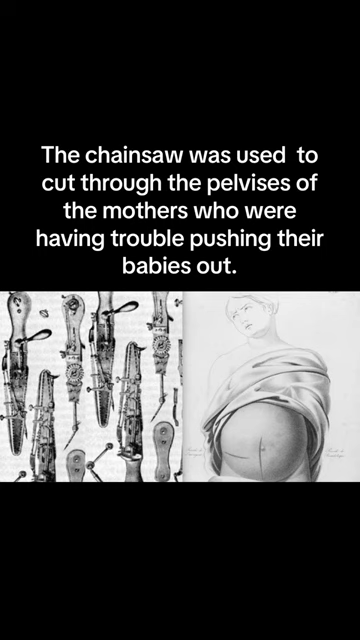 The chainsaw was used  to
cut through the pelvises of
the mothers who were
having trouble pushing their
babies out.